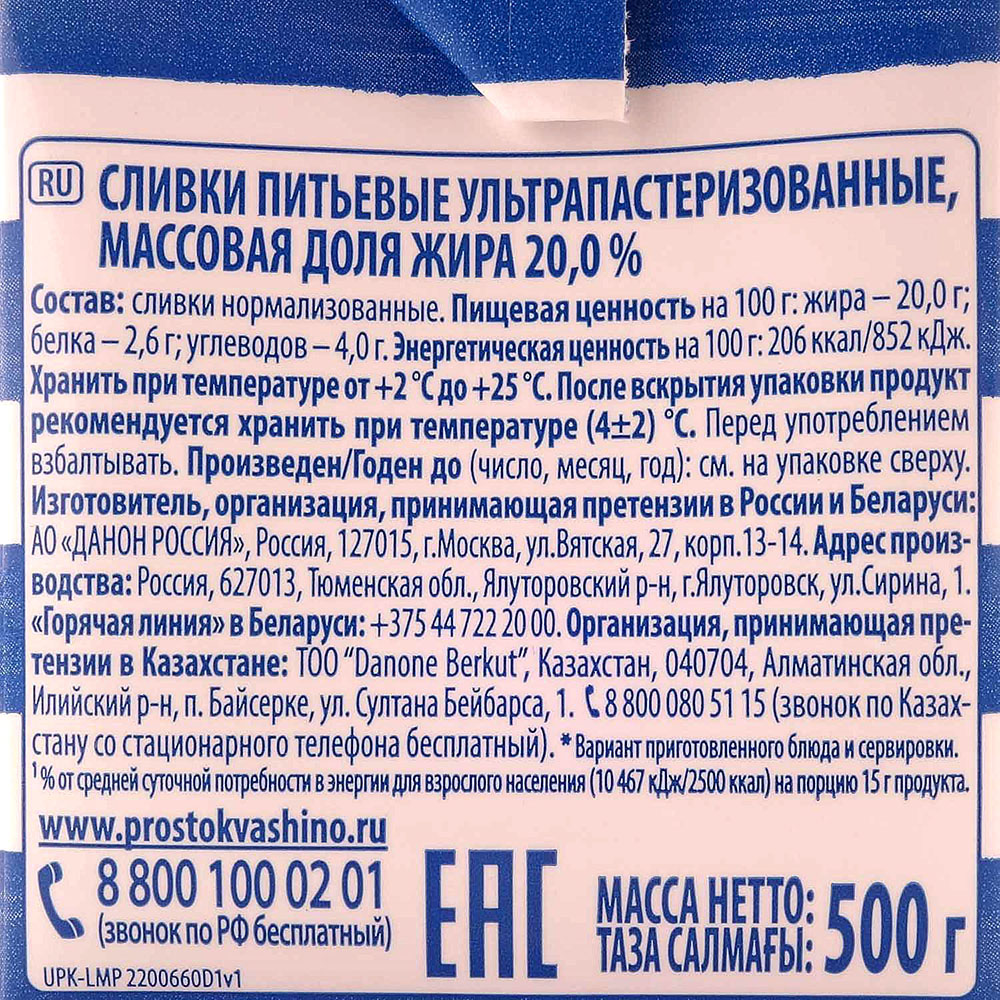 RU СЛИВКИ ПИТЬЕВЫЕ УЛЬТРАПАСТЕРИЗОВАННЫЕ,
МАССОВАЯ ДОЛЯ ЖИРА 20,0 %
Состав: сливки нормализованные. Пищевая ценность на 100 г: жира – 20,0 г;
белка – 2,6 г; углеводов – 4,0 г. Энергетическая ценность на 100 г: 206 ккал/852 кДж.
Хранить при температуре от +2 °C до +25 °C. После вскрытия упаковки продукт
рекомендуется хранить при температуре (4±2) °C. Перед употреблением
взбалтывать. Произведен/Годен до (число, месяц, год): см. на упаковке сверху.
Изготовитель, организация, принимающая претензии в России и Беларуси:
АО «ДАНОН РОССИЯ», Россия, 127015, г.Москва, ул.Вятская, 27, корп.13-14. Адрес произ-
водства: Россия, 627013, Тюменская обл., Ялуторовский р-н, г.Ялуторовск, ул.Сирина, 1.
«Горячая линия» в Беларуси: +375 44 722 20 00. Организация, принимающая пре-
тензии в Казахстане: ТОО "Danone Berkut", Казахстан, 040704, Алматинская обл.,
Илийский р-н, п. Байсерке, ул. Султана Бейбарса, 1. 8 800 080 51 15 (звонок по Казах-
стану со стационарного телефона бесплатный). * Вариант приготовленного блюда и сервировки.
¹ % от средней суточной потребности в энергии для взрослого населения (10 467 кДж/2500 ккал) на порцию 15 г продукта.
www.prostokvashino.ru
8 800 100 02 01
(звонок по РФ бесплатный)
UPK-LMP 2200660D1v1
EAC
МАССА НЕТТО:
ТАЗА САЛМАҒЫ: 500 г